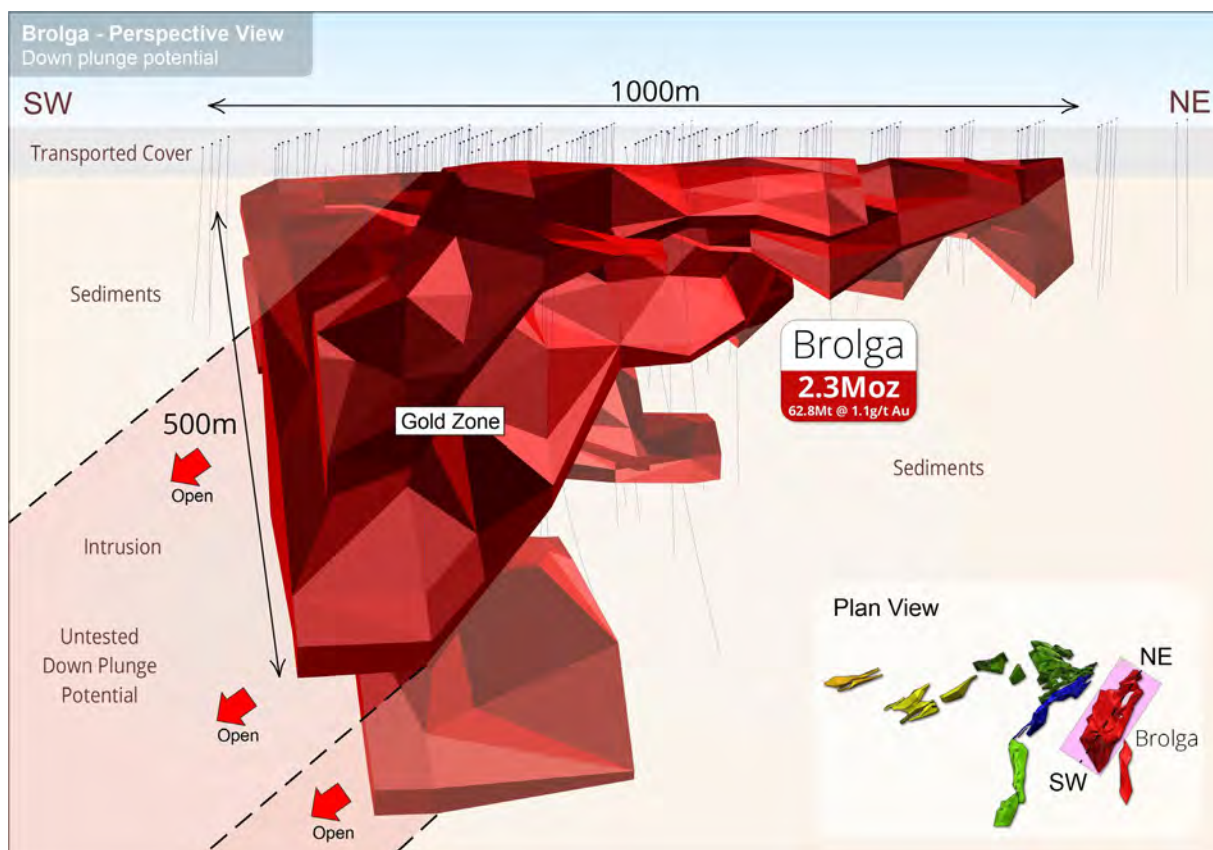 Brolga - Perspective View
Down plunge potential
SW
1000m
NE
Transported Cover
Sediments
Brolga
2.3Moz
62.8Mt @ 1.1g/t Au
500m
Gold Zone
Sediments
Open
Intrusion
Untested
Down Plunge
Potential
Open
Open
Plan View
NE
Brolga
SW